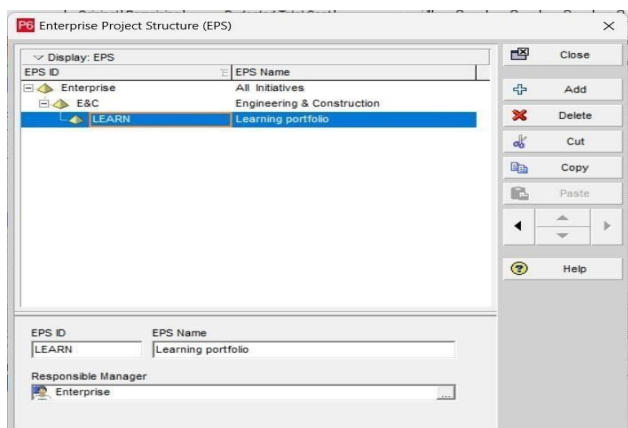 P6 Enterprise Project Structure (EPS)
Display: EPS
EPS ID EPS Name
Enterprise All Initiatives
E&C Engineering & Construction
LEARN Learning portfolio
Close
Add
Delete
Cut
Copy
Paste
Help
EPS ID EPS Name
LEARN Learning portfolio
Responsible Manager
Enterprise ...